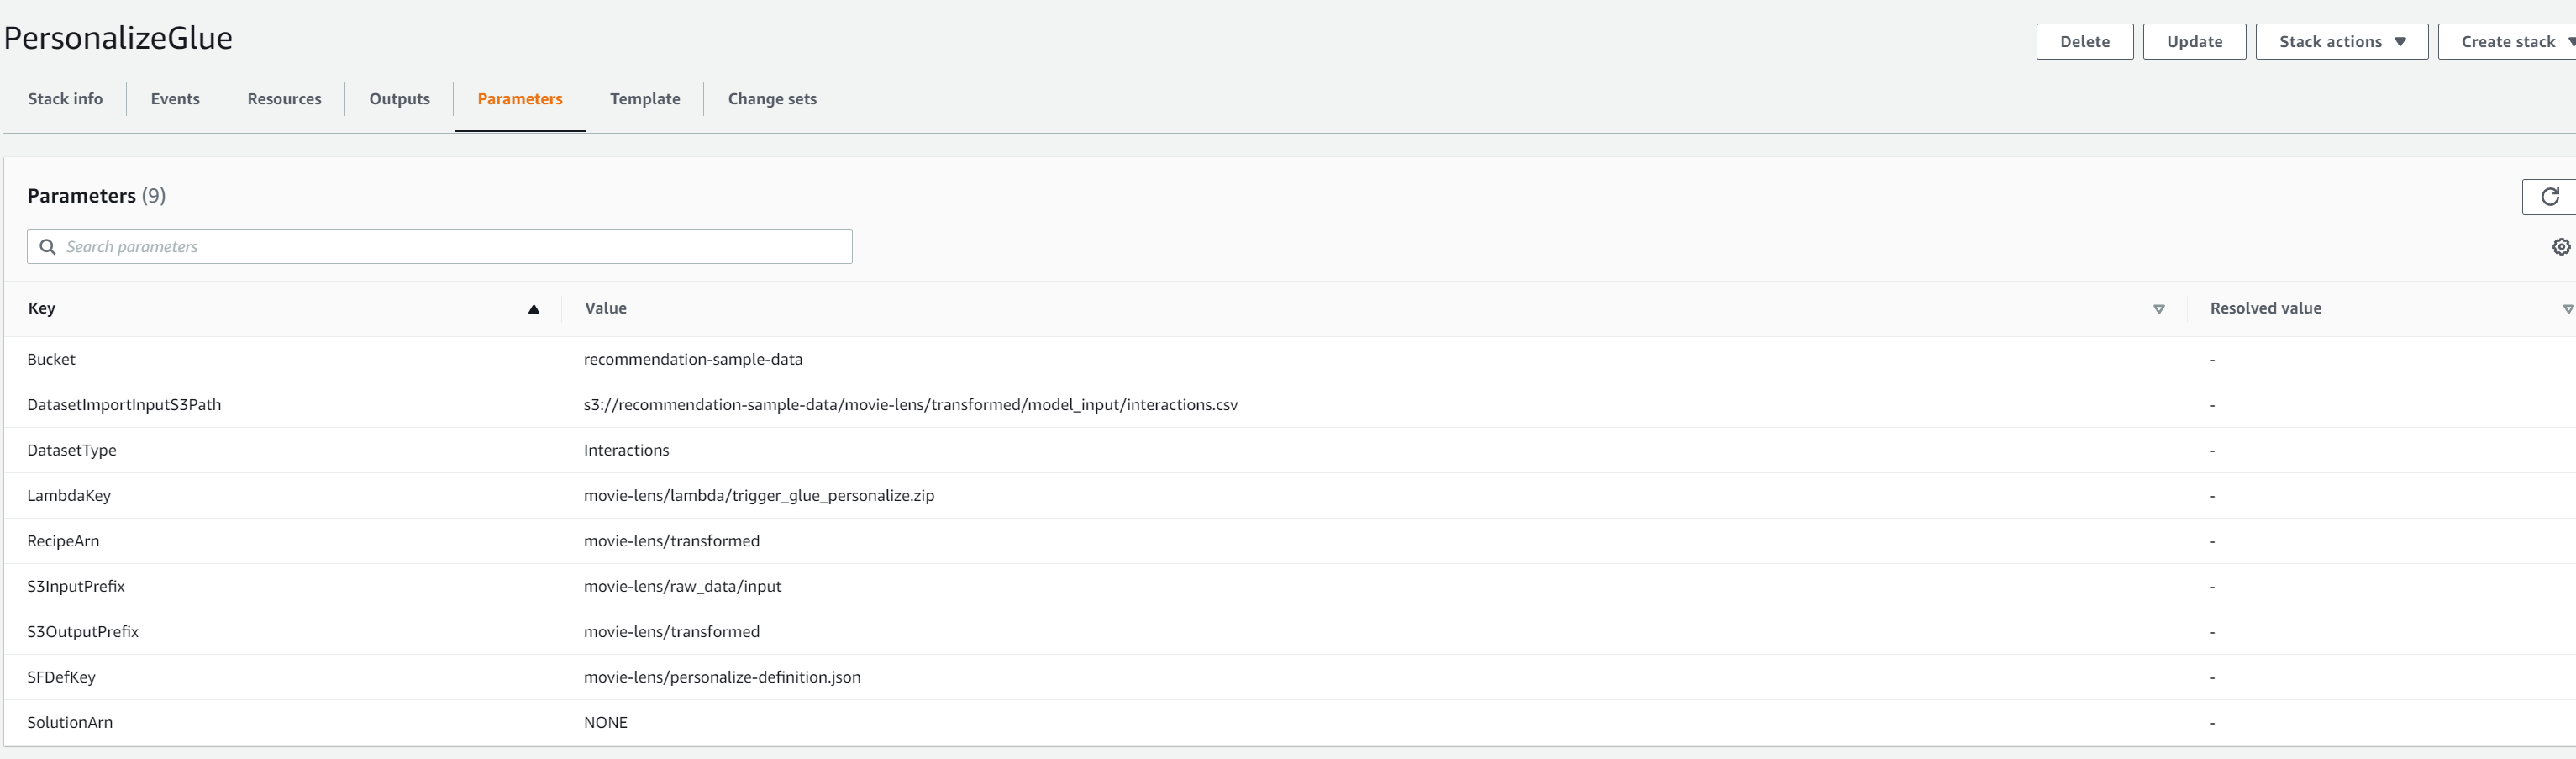 PersonalizeGlue
Delete Update Stack actions Create stack
Stack info Events Resources Outputs Parameters Template Change sets
Parameters (9)
Search parameters
Key Value Resolved value
Bucket recommendation-sample-data -
DatasetImportInputS3Path s3://recommendation-sample-data/movie-lens/transformed/model_input/interactions.csv -
DatasetType Interactions -
LambdaKey movie-lens/lambda/trigger_glue_personalize.zip -
RecipeArn movie-lens/transformed -
S3InputPrefix movie-lens/raw_data/input -
S3OutputPrefix movie-lens/transformed -
SFDefKey movie-lens/personalize-definition.json -
SolutionArn NONE -